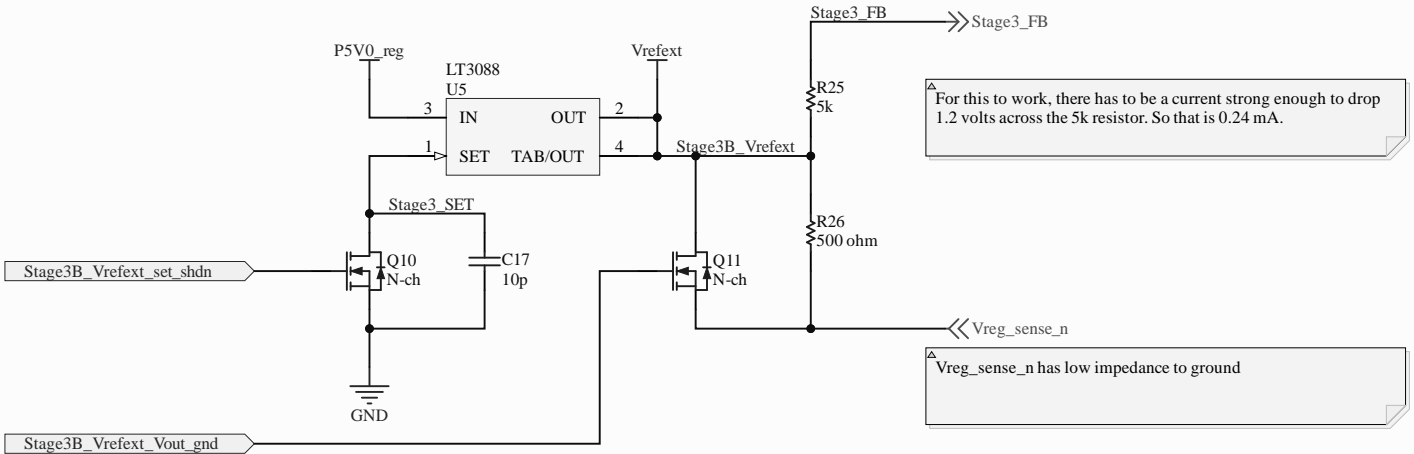 Stage3_FB
Stage3_FB
P5V0_reg
Vrefext
LT3088
U5
R25
5k
For this to work, there has to be a current strong enough to drop
1.2 volts across the 5k resistor. So that is 0.24 mA.
3
IN
OUT
2
1
SET
TAB/OUT
4
Stage3B_Vrefext
Stage3_SET
R26
500 ohm
Stage3B_Vrefext_set_shdn
Q10
N-ch
C17
10p
Q11
N-ch
Vreg_sense_n
Vreg_sense_n has low impedance to ground
GND
Stage3B_Vrefext_Vout_gnd